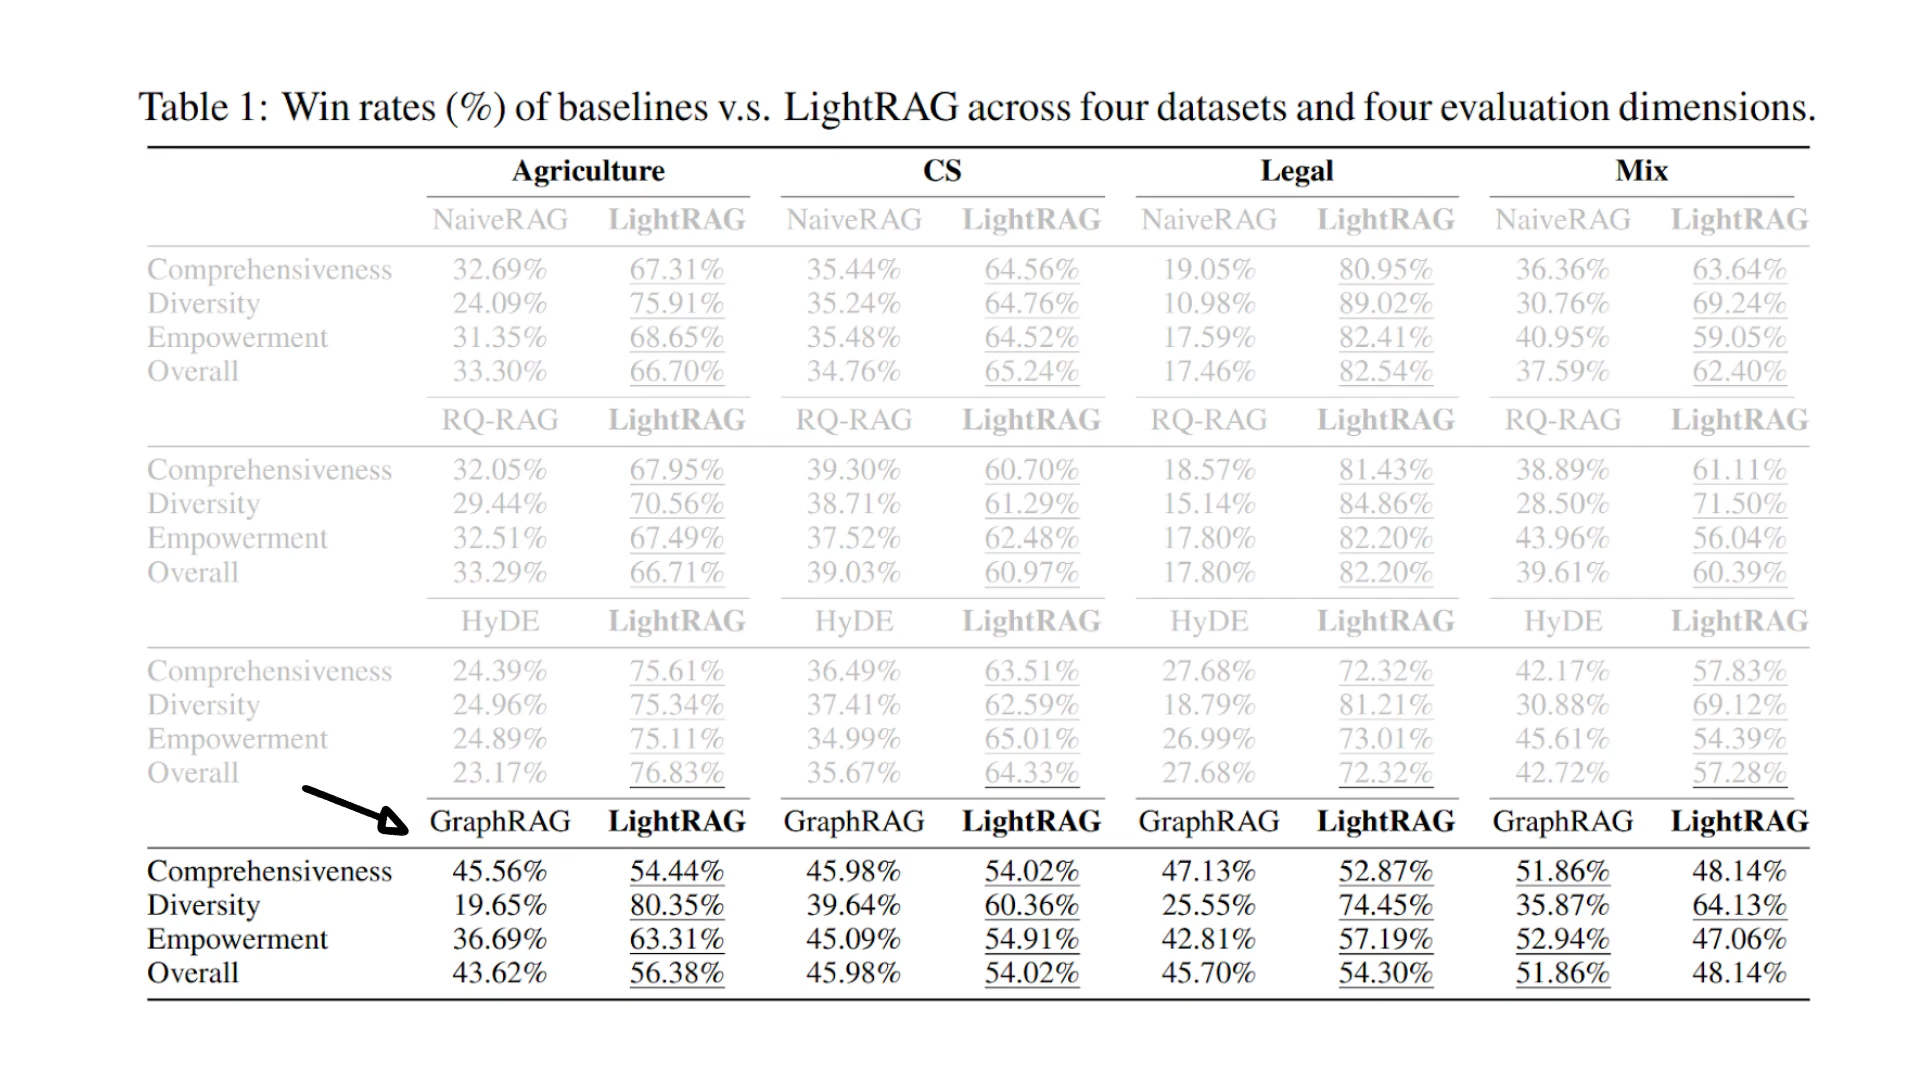 Table 1: Win rates (%) of baselines v.s. LightRAG across four datasets and four evaluation dimensions.
Agriculture CS Legal Mix
NaiveRAG LightRAG NaiveRAG LightRAG NaiveRAG LightRAG NaiveRAG LightRAG
Comprehensiveness 32.69% 67.31% 35.44% 64.56% 19.05% 80.95% 36.36% 63.64%
Diversity 24.09% 75.91% 35.24% 64.76% 10.98% 89.02% 30.76% 69.24%
Empowerment 31.35% 68.65% 35.48% 64.52% 17.59% 82.41% 40.95% 59.05%
Overall 33.30% 66.70% 34.76% 65.24% 17.46% 82.54% 37.59% 62.40%
RQ-RAG LightRAG RQ-RAG LightRAG RQ-RAG LightRAG RQ-RAG LightRAG
Comprehensiveness 32.05% 67.95% 39.30% 60.70% 18.57% 81.43% 38.89% 61.11%
Diversity 29.44% 70.56% 38.71% 61.29% 15.14% 84.86% 28.50% 71.50%
Empowerment 32.51% 67.49% 37.52% 62.48% 17.80% 82.20% 43.96% 56.04%
Overall 33.29% 66.71% 39.03% 60.97% 17.80% 82.20% 39.61% 60.39%
HyDE LightRAG HyDE LightRAG HyDE LightRAG HyDE LightRAG
Comprehensiveness 24.39% 75.61% 36.49% 63.51% 27.68% 72.32% 42.17% 57.83%
Diversity 24.96% 75.34% 37.41% 62.59% 18.79% 81.21% 30.88% 69.12%
Empowerment 24.89% 75.11% 34.99% 65.01% 26.99% 73.01% 45.61% 54.39%
Overall 23.17% 76.83% 35.67% 64.33% 27.68% 72.32% 42.72% 57.28%
GraphRAG LightRAG GraphRAG LightRAG GraphRAG LightRAG GraphRAG LightRAG
Comprehensiveness 45.56% 54.44% 45.98% 54.02% 47.13% 52.87% 51.86% 48.14%
Diversity 19.65% 80.35% 39.64% 60.36% 25.55% 74.45% 35.87% 64.13%
Empowerment 36.69% 63.31% 45.09% 54.91% 42.81% 57.19% 52.94% 47.06%
Overall 43.62% 56.38% 45.98% 54.02% 45.70% 54.30% 51.86% 48.14%